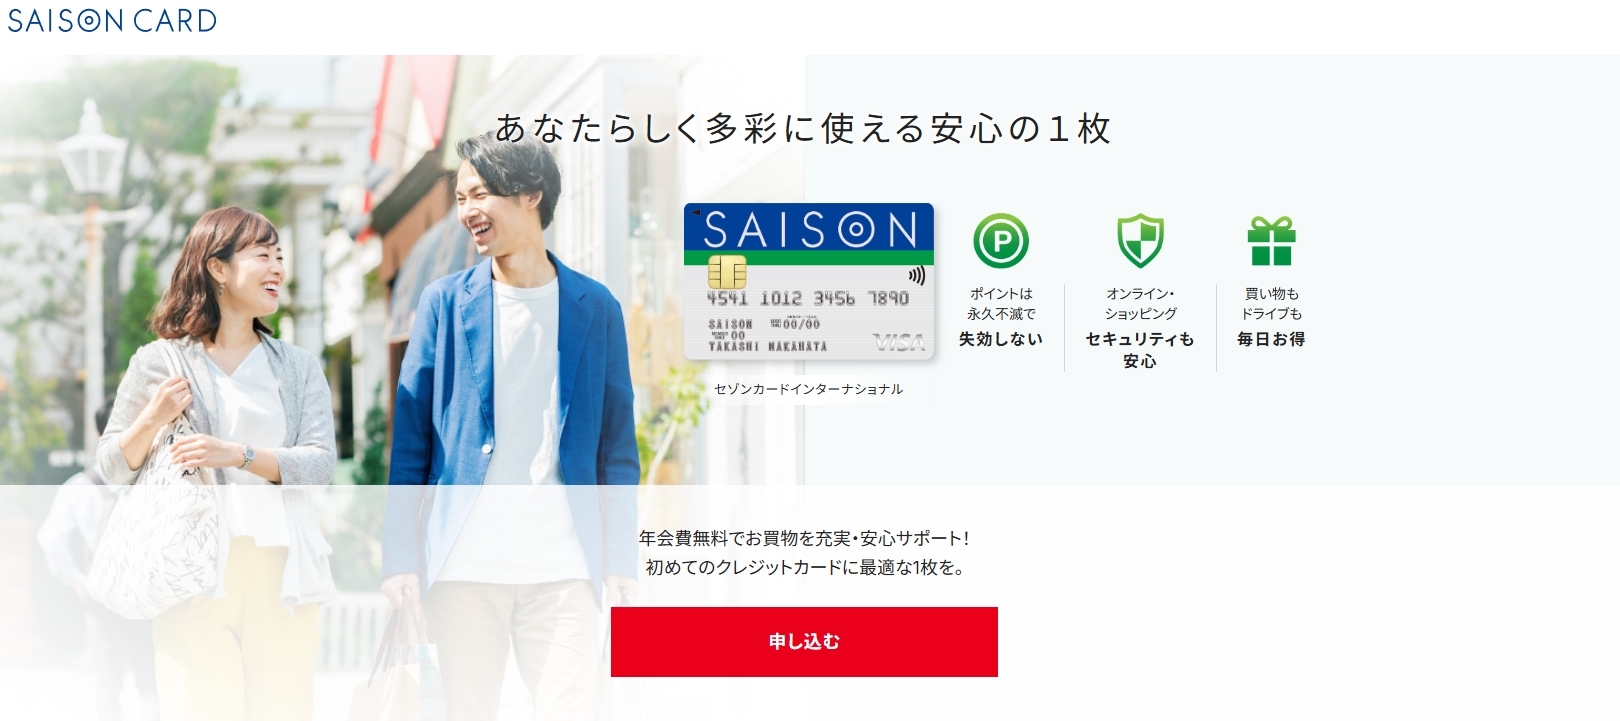 SAISON CARD
あなたらしく多彩に使える安心の1枚
SAISON
4541 1012 3456 7890
MONTH / YEAR
00/00
SAISON
MEMBER SINCE 00
TAKASHI NAKAHATA
VISA
セゾンカードインターナショナル
P
ポイントは
永久不滅で
失効しない
オンライン・
ショッピング
セキュリティも
安心
買い物も
ドライブも
毎日お得
年会費無料でお買物を充実・安心サポート!
初めてのクレジットカードに最適な1枚を。
申し込む